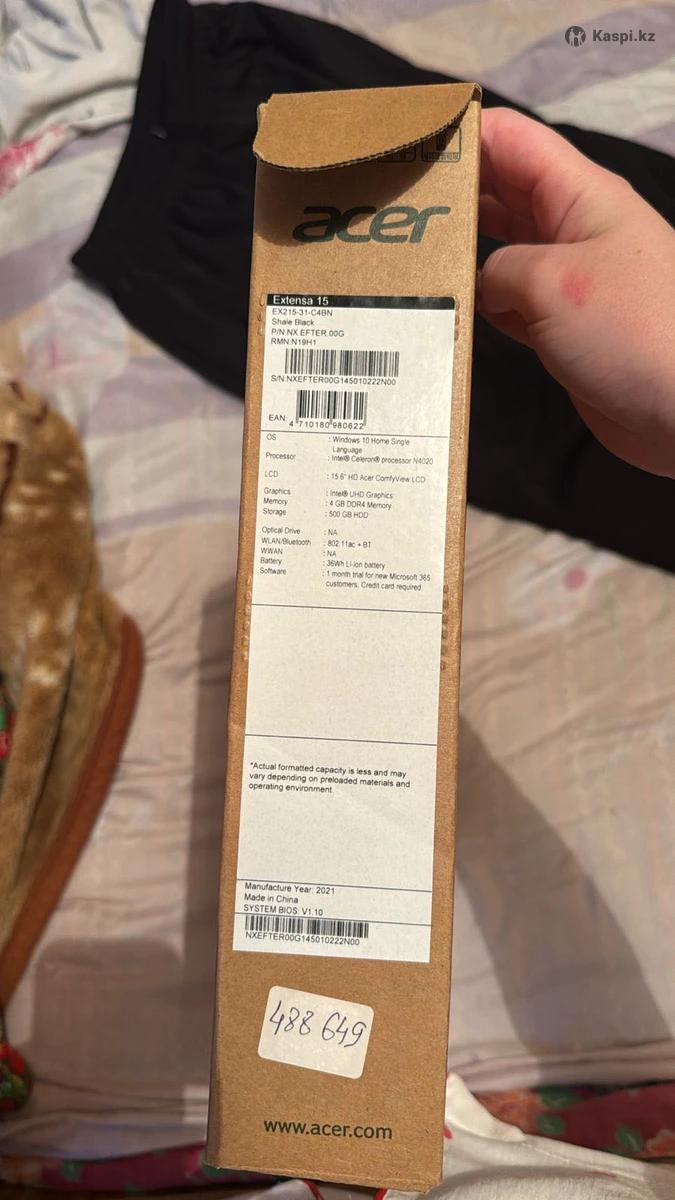 Kaspi.kz
acer
Extensa 15
EX215-31-C4BN
Shale Black
P/N:NX.EFTER.00G
RMN:N19H1
S/N:NXEFTER00G145010222N00
EAN:
4 710180 980622
OS : Windows 10 Home Single
Language
Processor : Intel® Celeron® processor N4020
LCD : 15.6" HD Acer ComfyView LCD
Graphics : Intel® UHD Graphics
Memory : 4 GB DDR4 Memory
Storage : 500 GB HDD
Optical Drive : NA
WLAN/Bluetooth : 802.11ac + BT
WWAN : NA
Battery : 36Wh Li-ion battery
Software : 1 month trial for new Microsoft 365
customers. Credit card required.
*Actual formatted capacity is less and may
vary depending on preloaded materials and
operating environment.
Manufacture Year: 2021
Made in China
SYSTEM BIOS: V1.10
NXEFTER00G145010222N00
488 649
www.acer.com